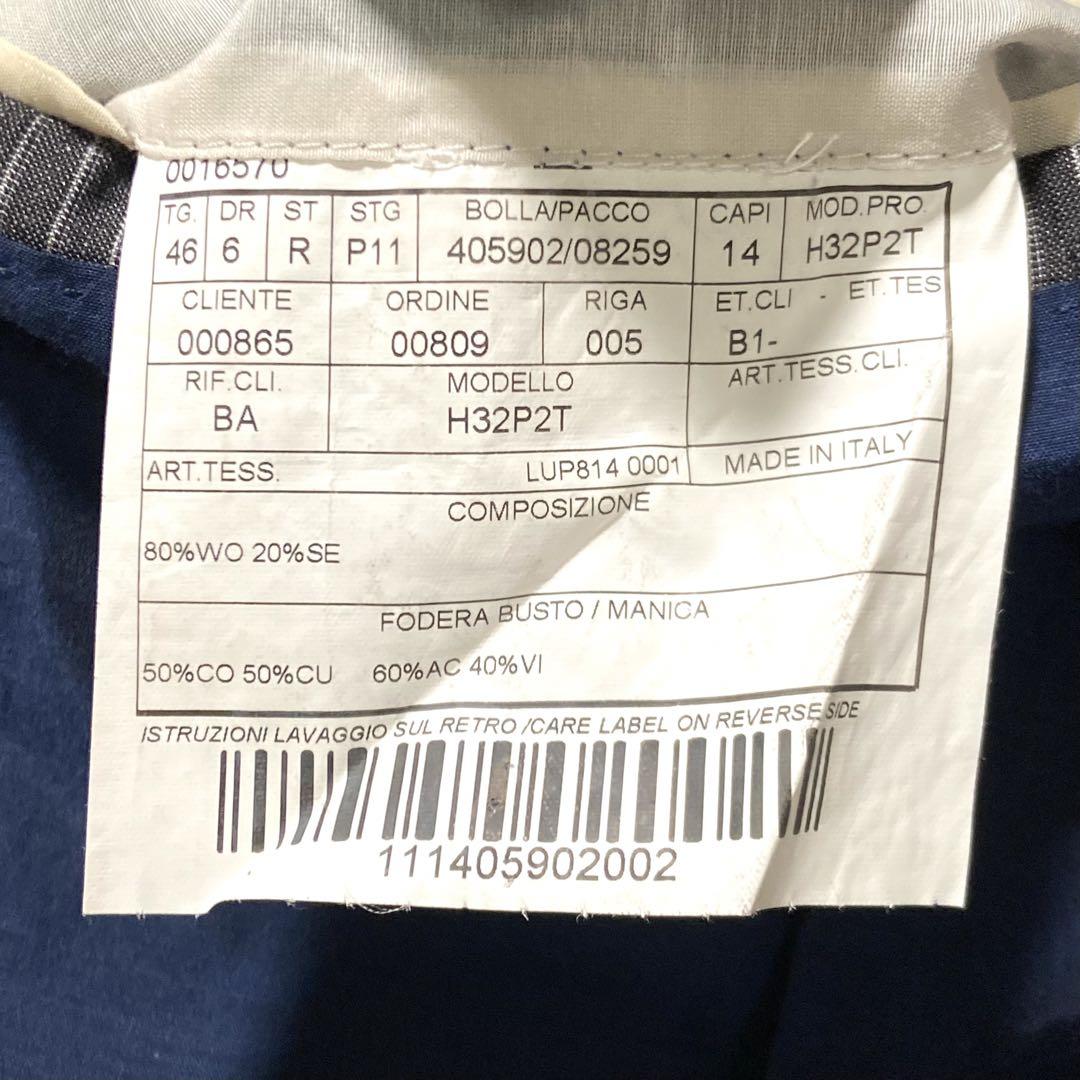 0016570
TG. DR ST STG BOLLA/PACCO CAPI MOD.PRO.
46 6 R P11 405902/08259 14 H32P2T
CLIENTE ORDINE RIGA ET.CLI - ET.TES
000865 00809 005 B1-
RIF.CLI. MODELLO ART.TESS.CLI.
BA H32P2T
ART.TESS. LUP814 0001 MADE IN ITALY
COMPOSIZIONE
80%WO 20%SE
FODERA BUSTO / MANICA
50%CO 50%CU 60%AC 40%VI
ISTRUZIONI LAVAGGIO SUL RETRO /CARE LABEL ON REVERSE SIDE
111405902002